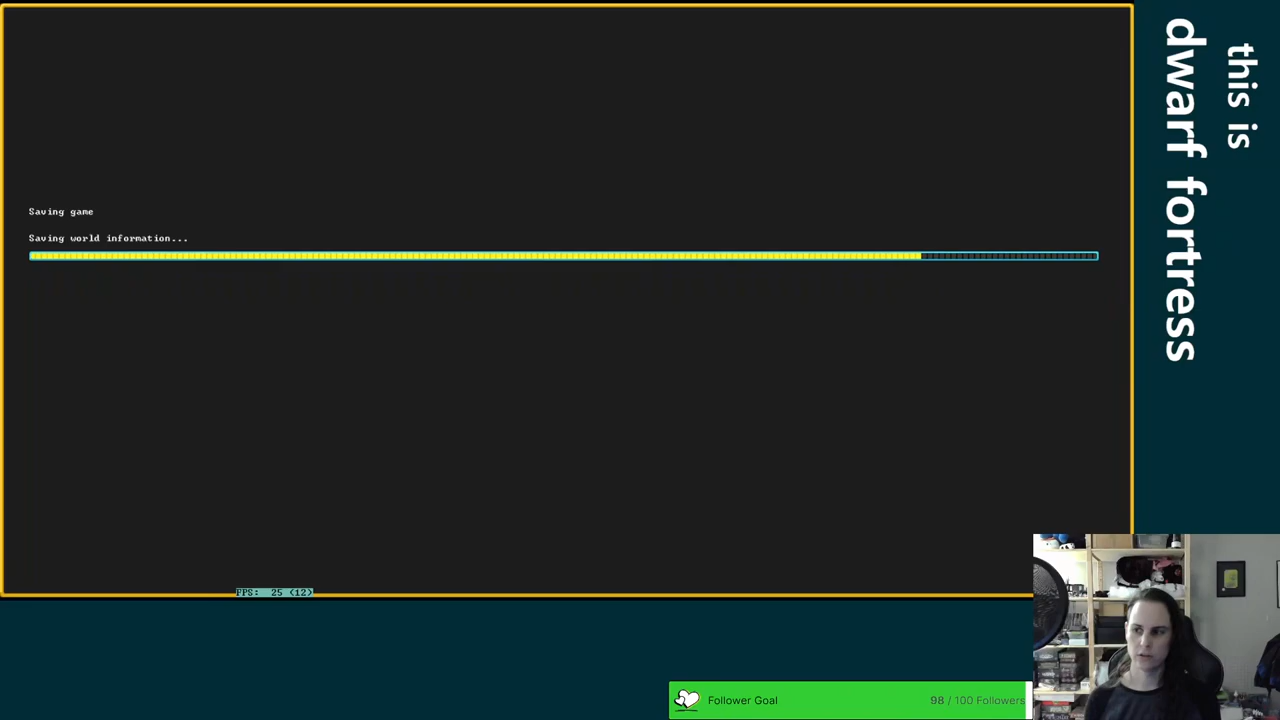 Saving game
Saving world information...
FPS: 25 (12)
this is
dwarf fortress
Follower Goal
98 / 100 Followers